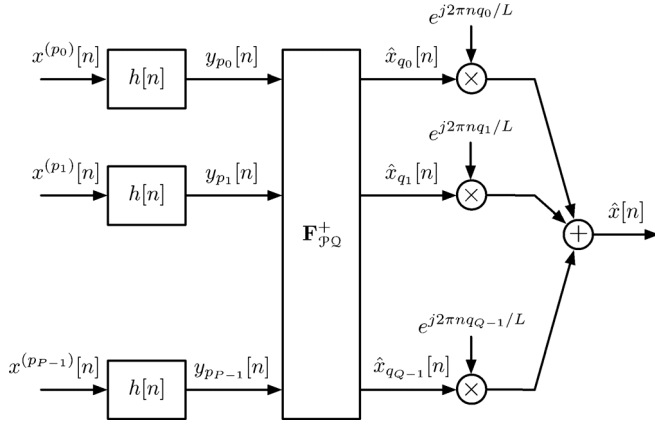 e^{j2πnq_0/L}
x^{(p_0)}[n] h[n] y_{p_0}[n] x̂_{q_0}[n] ×
e^{j2πnq_1/L}
x^{(p_1)}[n] h[n] y_{p_1}[n] x̂_{q_1}[n] ×
F^+_{𝒫𝒬} + x̂[n]
e^{j2πnq_{Q−1}/L}
x^{(p_{P−1})}[n] h[n] y_{p_{P−1}}[n] x̂_{q_{Q−1}}[n] ×